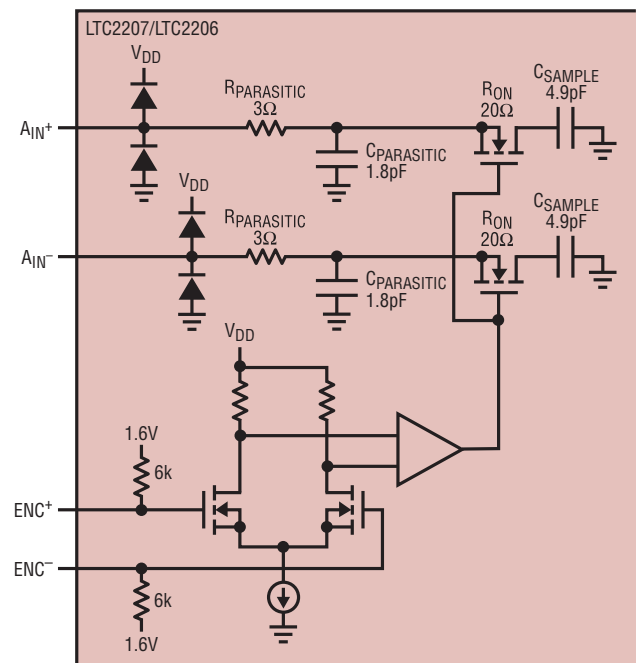 LTC2207/LTC2206
VDD
RPARASITIC
3Ω
RON
20Ω
CSAMPLE
4.9pF
AIN+
CPARASITIC
1.8pF
VDD
RPARASITIC
3Ω
RON
20Ω
CSAMPLE
4.9pF
AIN−
CPARASITIC
1.8pF
VDD
1.6V
6k
ENC+
ENC−
6k
1.6V